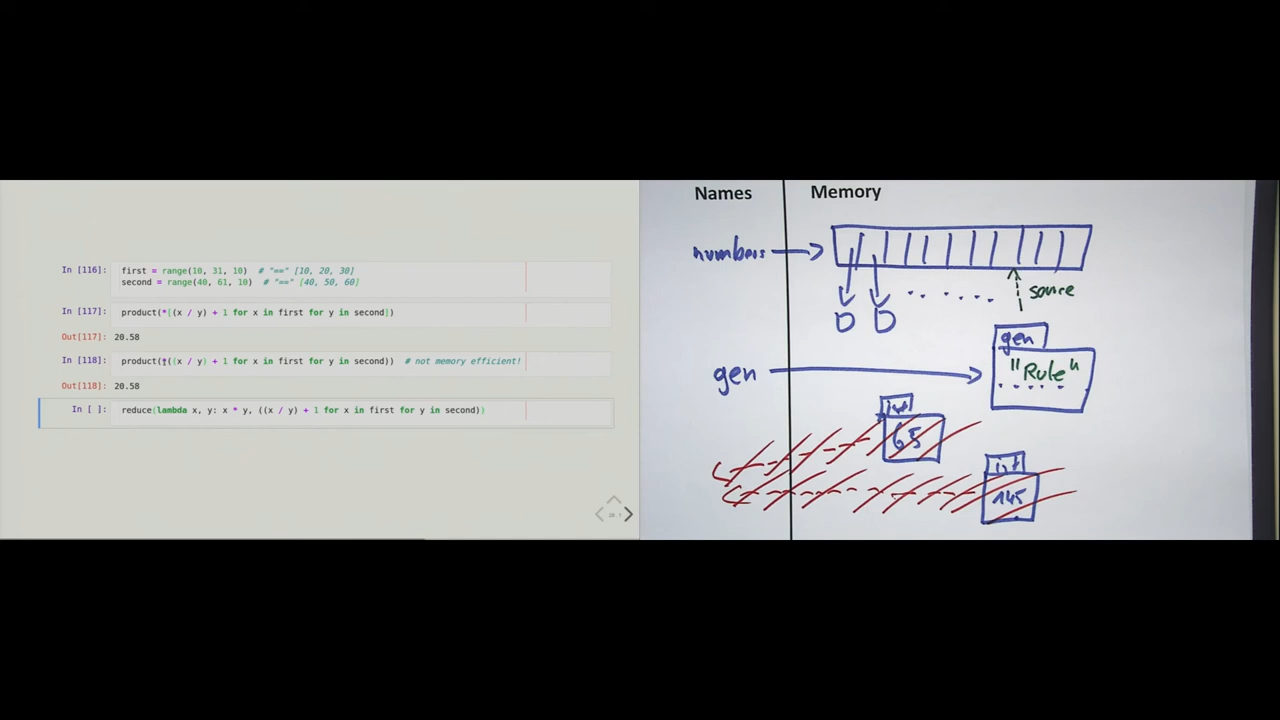 In [116]:
first = range(10, 31, 10)  # "==" [10, 20, 30]
second = range(40, 61, 10)  # "==" [40, 50, 60]
In [117]:
product(*[(x / y) + 1 for x in first for y in second])
Out[117]: 20.58
In [118]:
product(*((x / y) + 1 for x in first for y in second))  # not memory efficient!
Out[118]: 20.58
In [ ]:
reduce(lambda x, y: x * y, ((x / y) + 1 for x in first for y in second))
28.1
Names
Memory
numbers
source
gen
gen
"Rule"
int
65
int
145